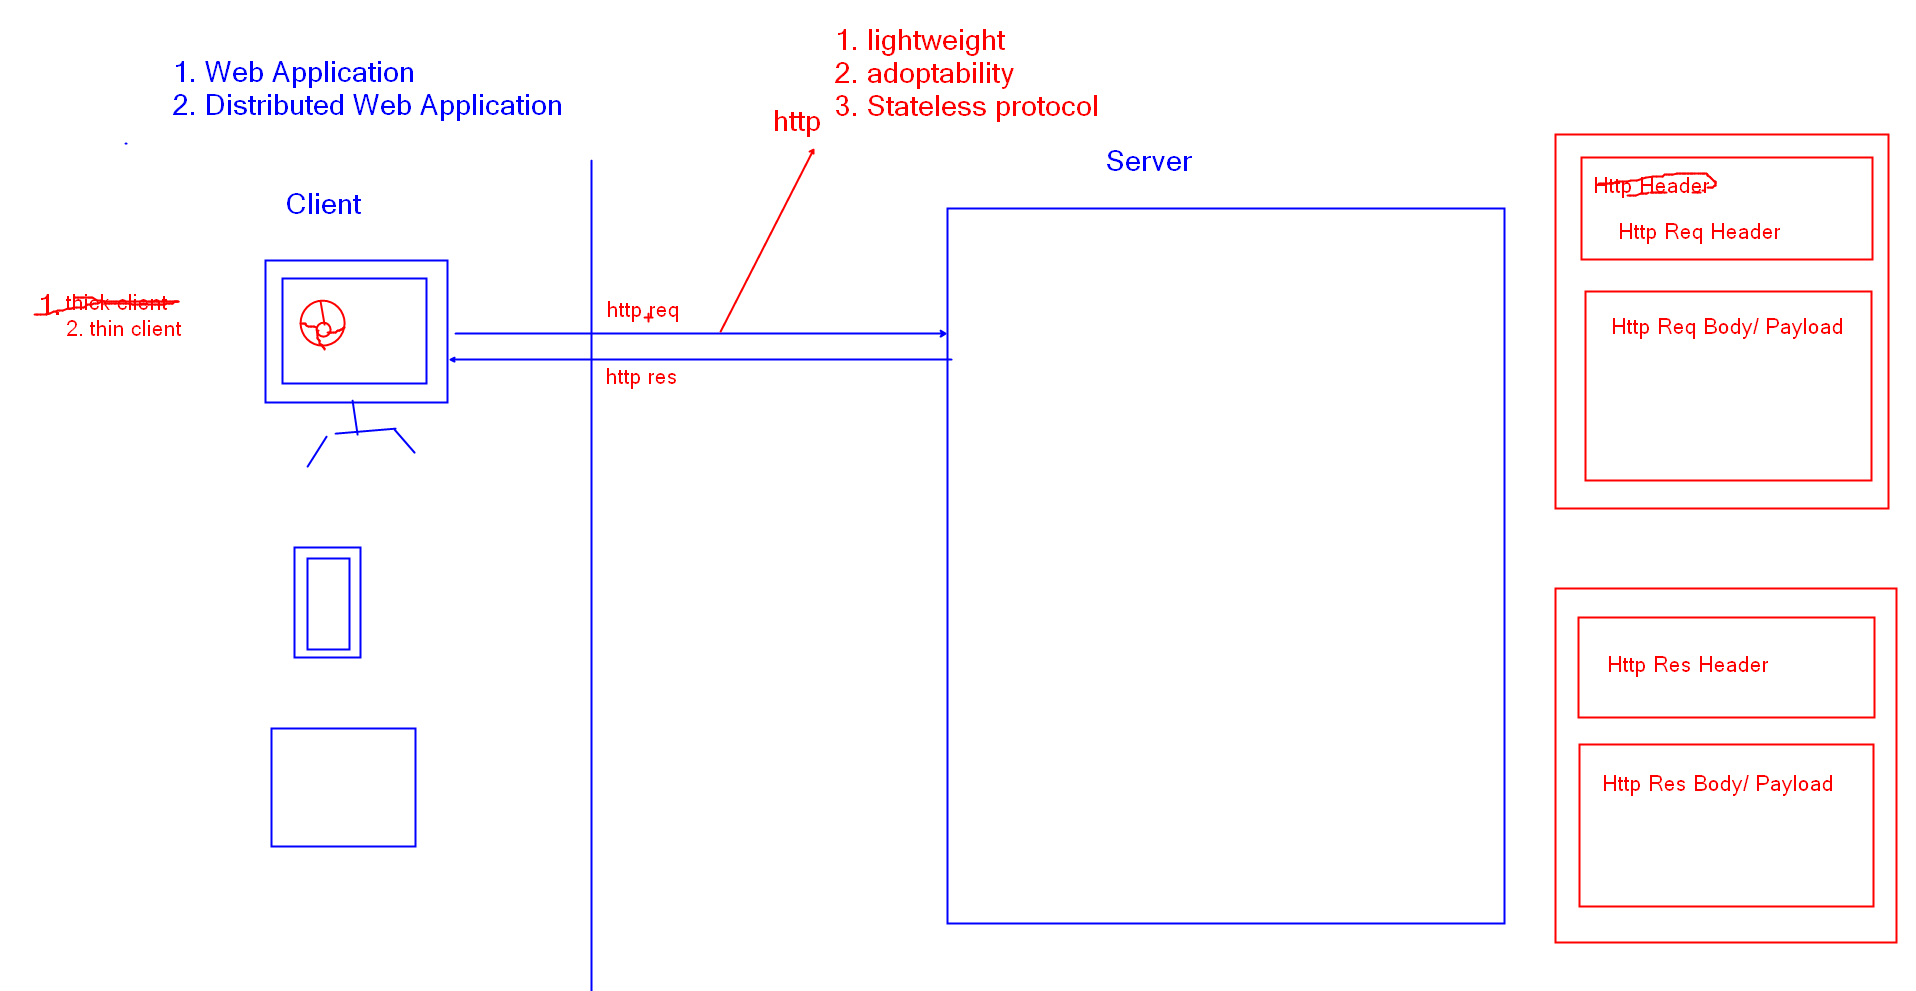 1. Web Application
2. Distributed Web Application
1. lightweight
2. adoptability
3. Stateless protocol
http
Server
Client
1. thick client
2. thin client
http req
http res
Http Header
Http Req Header
Http Req Body/ Payload
Http Res Header
Http Res Body/ Payload